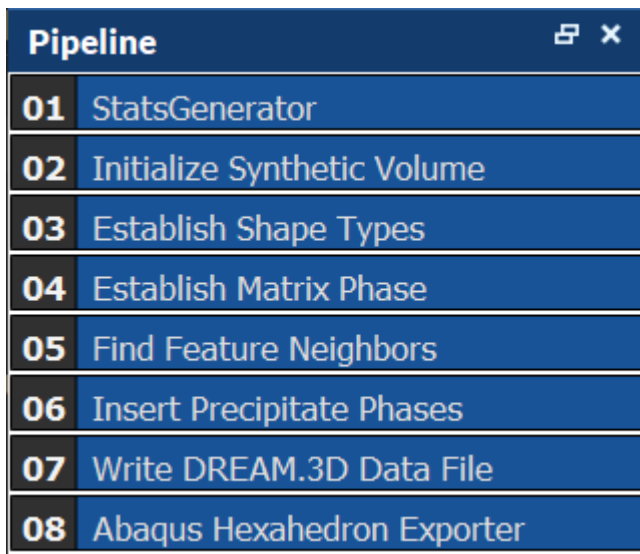 Pipeline
01 StatsGenerator
02 Initialize Synthetic Volume
03 Establish Shape Types
04 Establish Matrix Phase
05 Find Feature Neighbors
06 Insert Precipitate Phases
07 Write DREAM.3D Data File
08 Abaqus Hexahedron Exporter